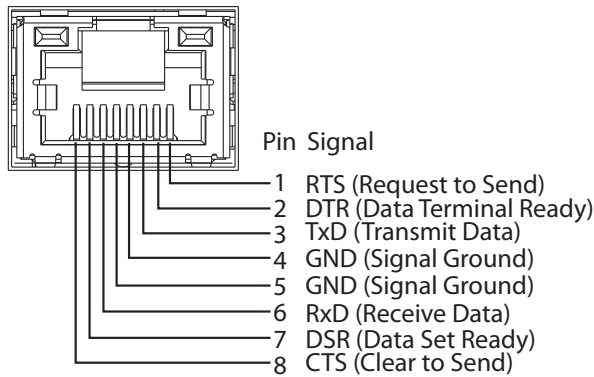 Pin Signal
1 RTS (Request to Send)
2 DTR (Data Terminal Ready)
3 TxD (Transmit Data)
4 GND (Signal Ground)
5 GND (Signal Ground)
6 RxD (Receive Data)
7 DSR (Data Set Ready)
8 CTS (Clear to Send)